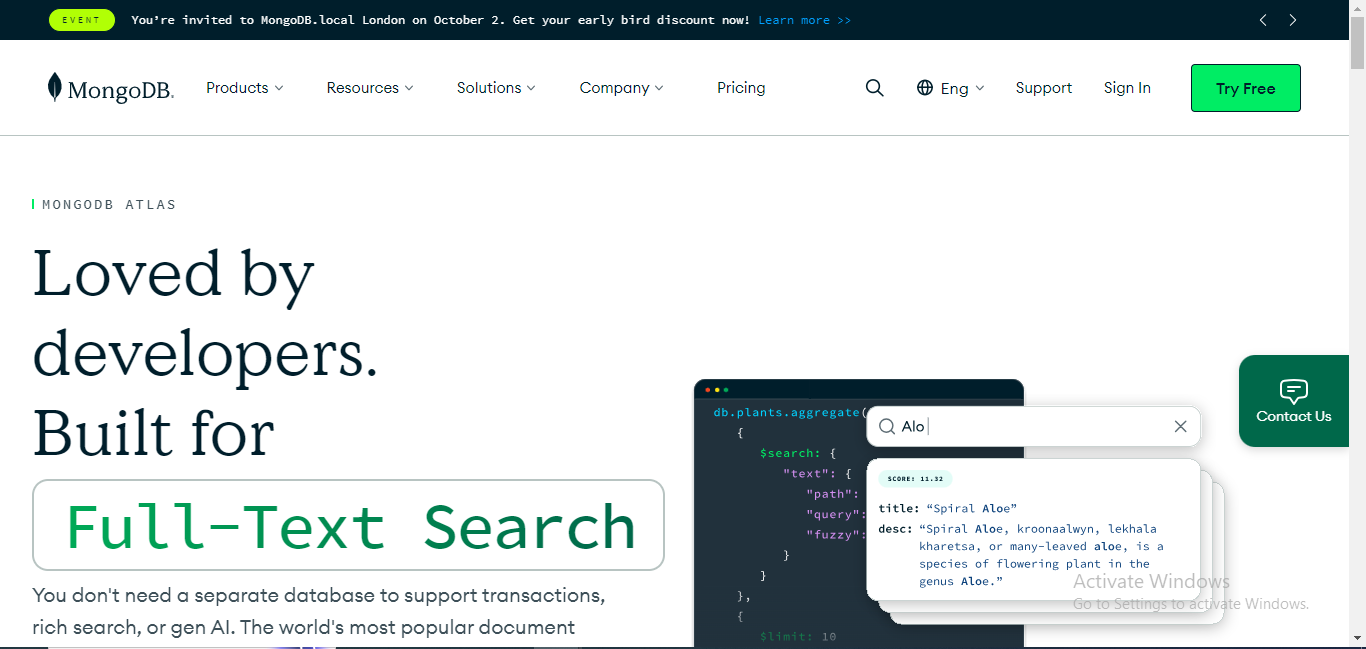 EVENT You’re invited to MongoDB.local London on October 2. Get your early bird discount now! Learn more >>
MongoDB. Products Resources Solutions Company Pricing Eng Support Sign In Try Free
MONGODB ATLAS
Loved by
developers.
Built for
Full-Text Search
You don't need a separate database to support transactions,
rich search, or gen AI. The world's most popular document
db.plants.aggregate(
{
$search: {
"text": {
"path":
"query":
"fuzzy":
}
}
},
{
$limit: 10
Alo
SCORE: 11.32
title: “Spiral Aloe”
desc: “Spiral Aloe, kroonaalwyn, lekhala
kharetsa, or many-leaved aloe, is a
species of flowering plant in the
genus Aloe.”
Contact Us
Activate Windows
Go to Settings to activate Windows.